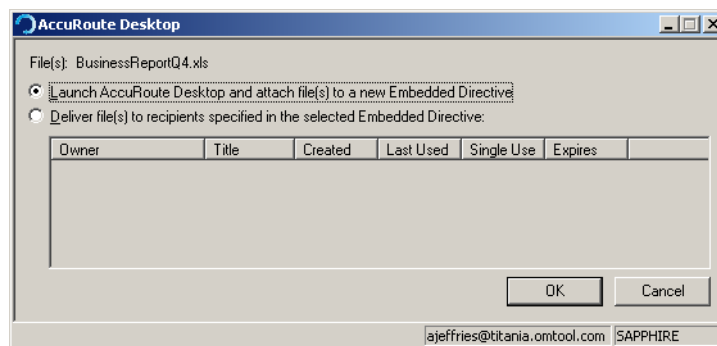 AccuRoute Desktop
File(s): BusinessReportQ4.xls
Launch AccuRoute Desktop and attach file(s) to a new Embedded Directive
Deliver file(s) to recipients specified in the selected Embedded Directive:
Owner Title Created Last Used Single Use Expires
OK Cancel
ajeffries@titania.omtool.com SAPPHIRE